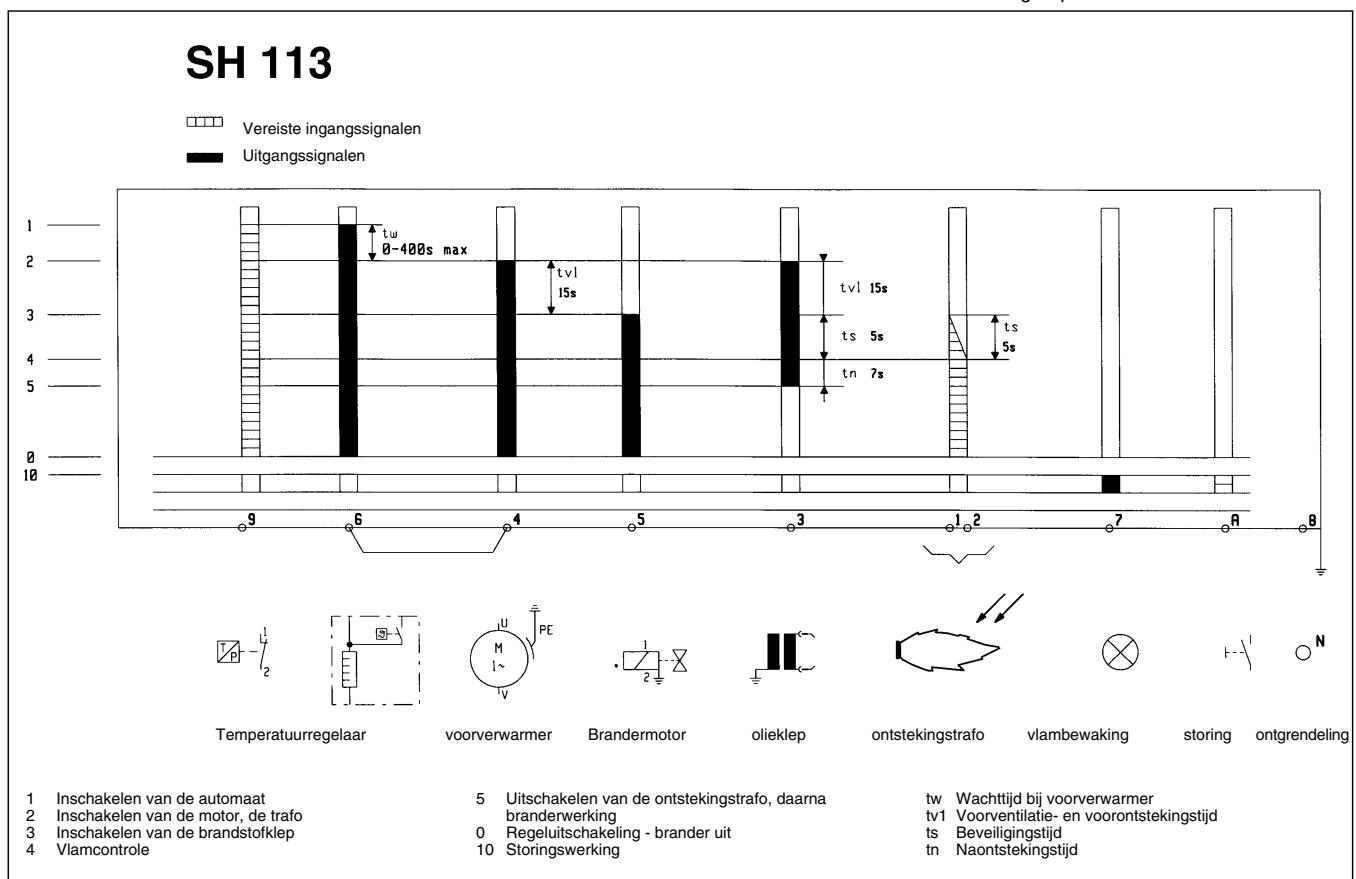 SH 113
Vereiste ingangssignalen
Uitgangssignalen
1
2
3
4
5
0
10
tw
0-400s max
tvl
15s
tvl 15s
ts 5s
tn 7s
ts
5s
9 6 4 5 3 1 2 7 A B
T
P
1
2
U
M
1~
V
PE
1
2
N
Temperatuurregelaar voorverwarmer Brandermotor olieklep ontstekingstrafo vlambewaking storing ontgrendeling
1 Inschakelen van de automaat
2 Inschakelen van de motor, de trafo
3 Inschakelen van de brandstofklep
4 Vlamcontrole
5 Uitschakelen van de ontstekingstrafo, daarna
branderwerking
0 Regeluitschakeling - brander uit
10 Storingswerking
tw Wachttijd bij voorverwarmer
tv1 Voorventilatie- en voorontstekingstijd
ts Beveiligingstijd
tn Naontstekingstijd